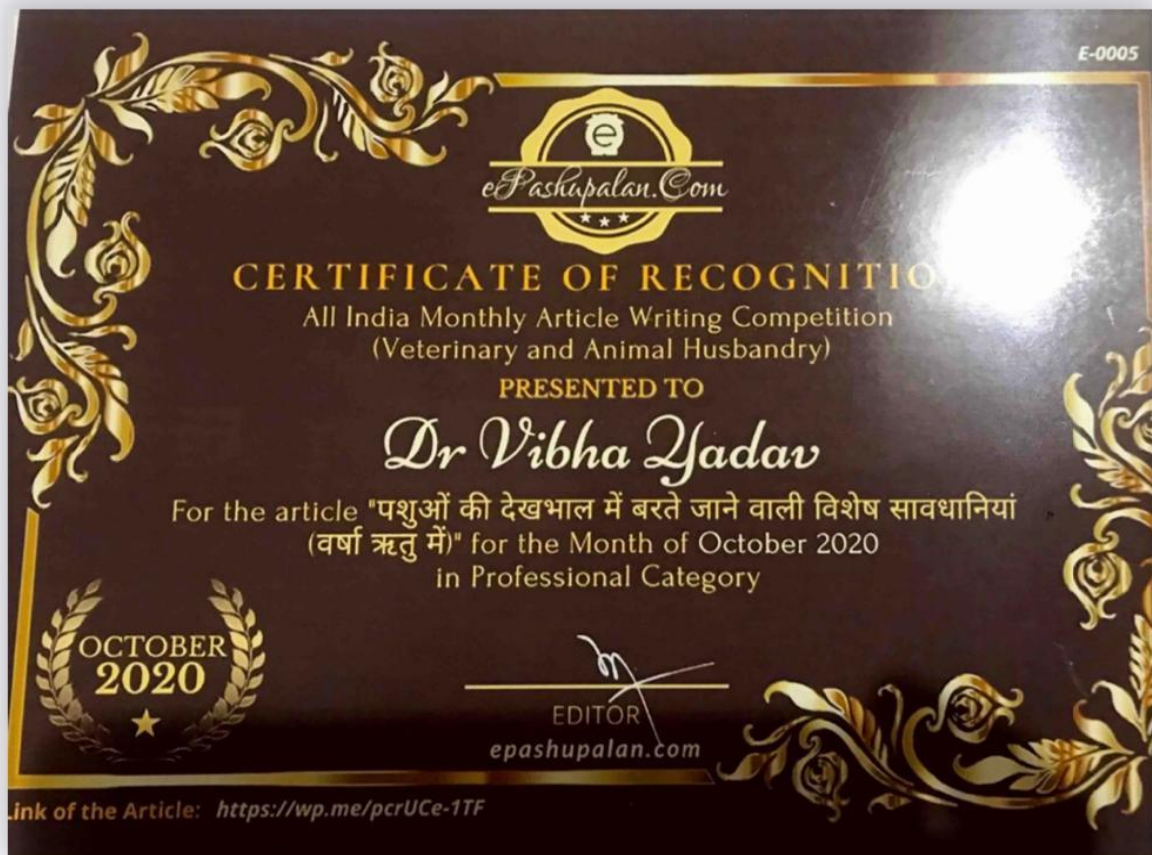 E-0005
e
ePashupalan.Com
CERTIFICATE OF RECOGNITIO
All India Monthly Article Writing Competition
(Veterinary and Animal Husbandry)
PRESENTED TO
Dr Vibha Yadav
For the article "पशुओं की देखभाल में बरते जाने वाली विशेष सावधानियां
(वर्षा ऋतु में)" for the Month of October 2020
in Professional Category
OCTOBER
2020
EDITOR
epashupalan.com
Link of the Article: https://wp.me/pcrUCe-1TF